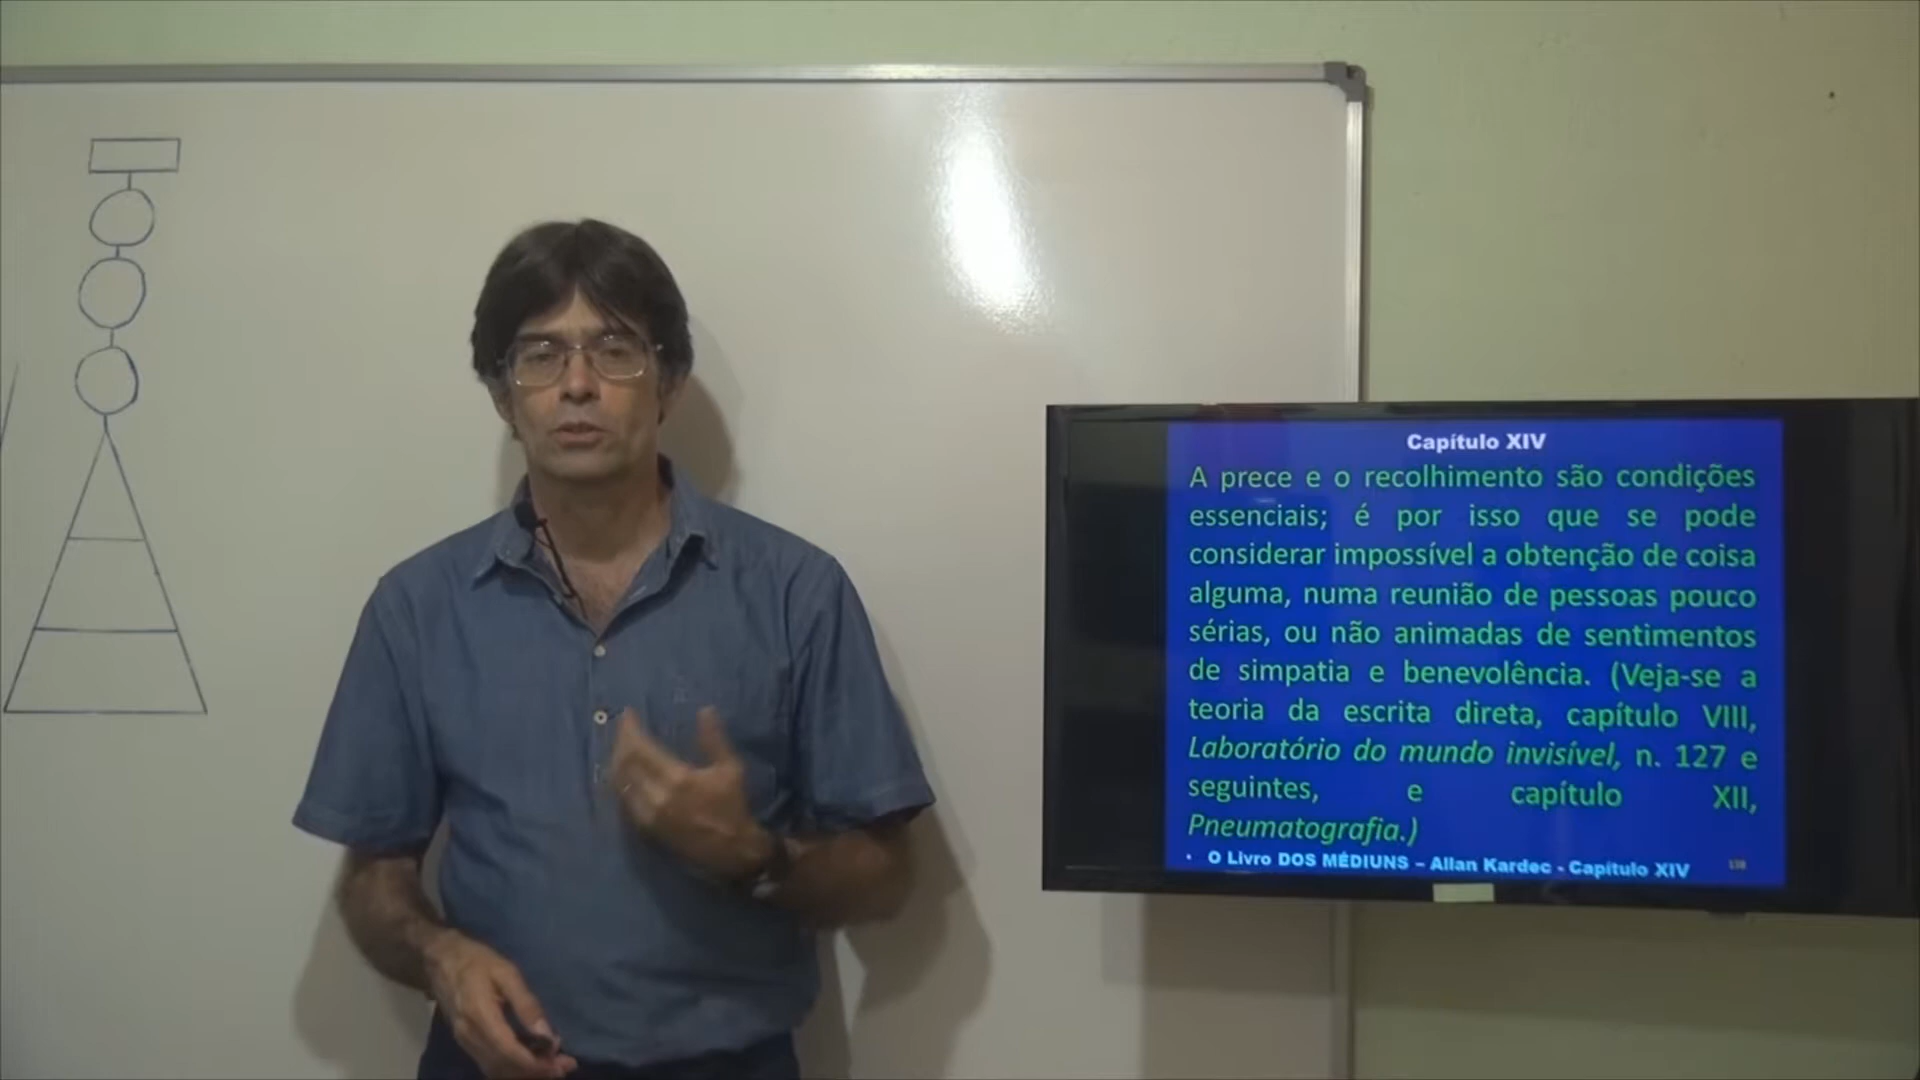 Capítulo XIV
A prece e o recolhimento são condições
essenciais; é por isso que se pode
considerar impossível a obtenção de coisa
alguma, numa reunião de pessoas pouco
sérias, ou não animadas de sentimentos
de simpatia e benevolência. (Veja-se a
teoria da escrita direta, capítulo VIII,
Laboratório do mundo invisível, n. 127 e
seguintes, e capítulo XII,
Pneumatografia.)
• O Livro DOS MÉDIUNS – Allan Kardec - Capítulo XIV